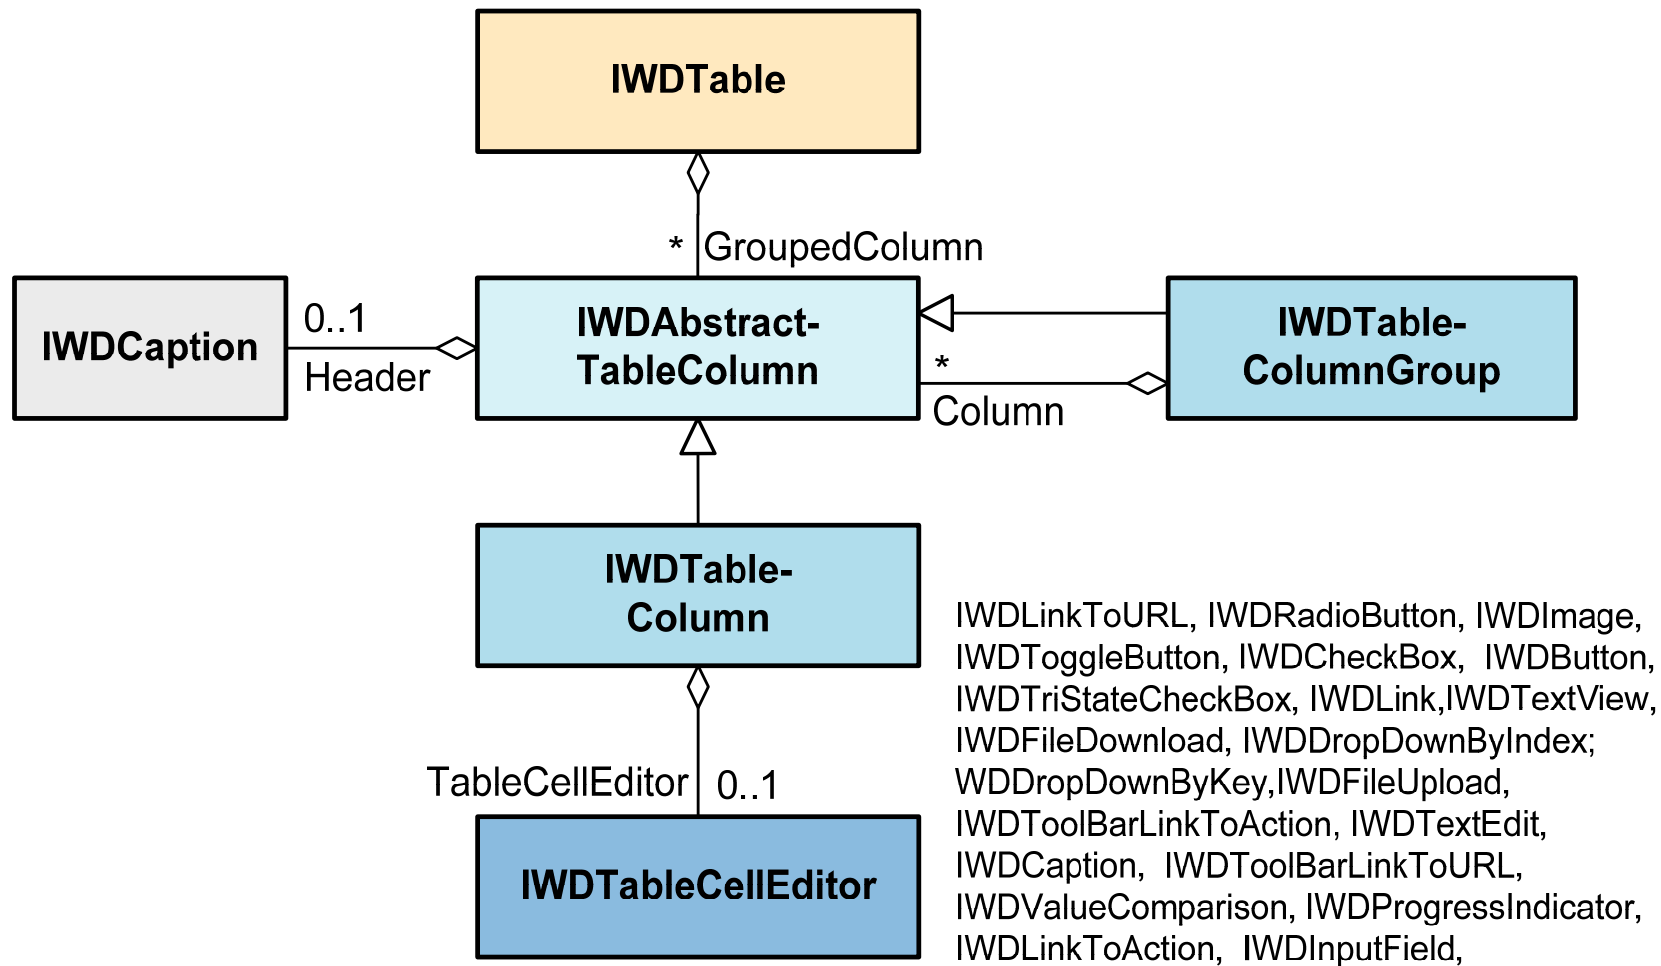 IWDTable
* GroupedColumn
IWDCaption
0..1
Header
IWDAbstract-
TableColumn
*
Column
IWDTable-
ColumnGroup
IWDTable-
Column
TableCellEditor 0..1
IWDTableCellEditor
IWDLinkToURL, IWDRadioButton, IWDImage,
IWDToggleButton, IWDCheckBox, IWDButton,
IWDTriStateCheckBox, IWDLink,IWDTextView,
IWDFileDownload, IWDDropDownByIndex;
WDDropDownByKey,IWDFileUpload,
IWDToolBarLinkToAction, IWDTextEdit,
IWDCaption, IWDToolBarLinkToURL,
IWDValueComparison, IWDProgressIndicator,
IWDLinkToAction, IWDInputField,